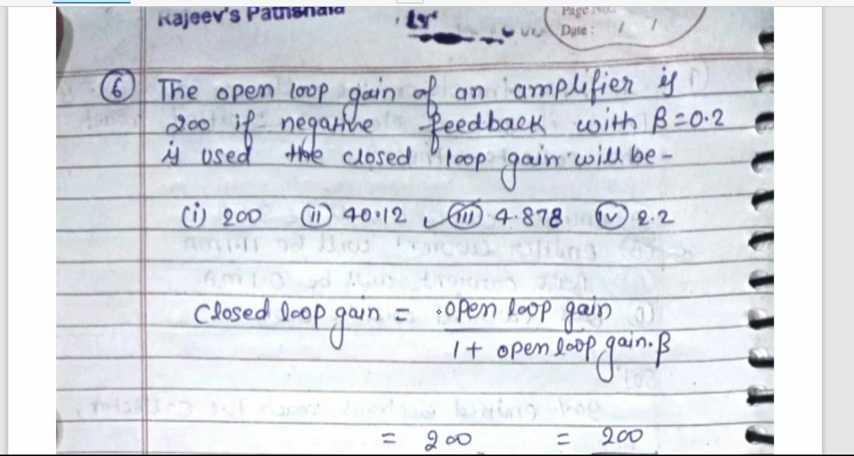 Rajeev's Pathshala
Page No.
Date : / /
⑥ The open loop gain of an amplifier is
200 if negative feedback with β=0.2
is used the closed loop gain will be-
(i) 200 (ii) 40.12 ✓(iii) 4.878 (iv) 2.2
Closed loop gain = open loop gain
1 + open loop gain.β
= 200 = 200